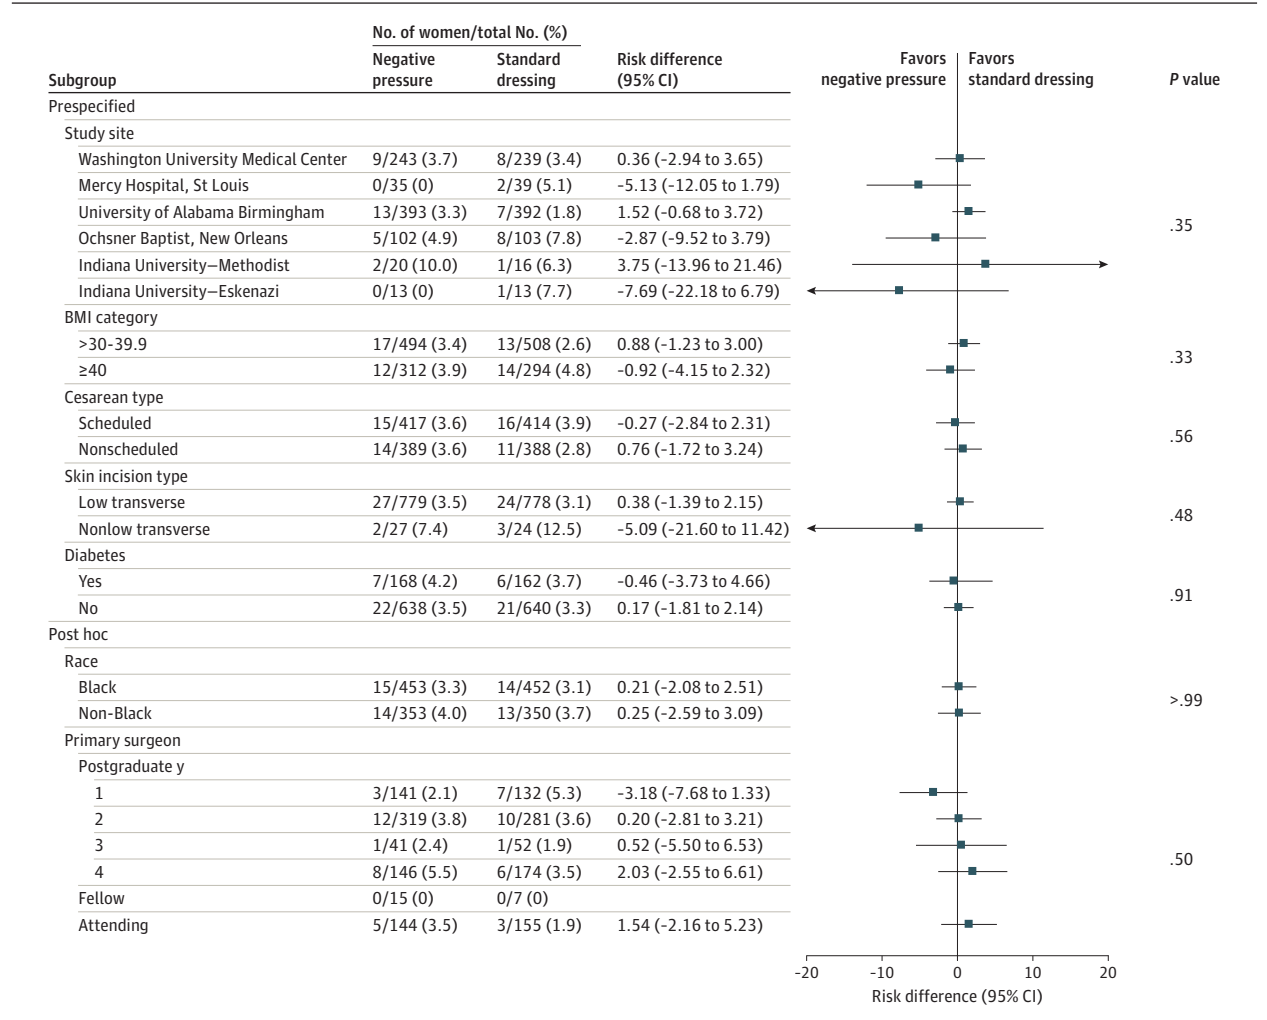 No. of women/total No. (%)
Subgroup Negative pressure Standard dressing Risk difference (95% CI) Favors negative pressure Favors standard dressing P value
Prespecified
Study site
Washington University Medical Center 9/243 (3.7) 8/239 (3.4) 0.36 (-2.94 to 3.65)
Mercy Hospital, St Louis 0/35 (0) 2/39 (5.1) -5.13 (-12.05 to 1.79)
University of Alabama Birmingham 13/393 (3.3) 7/392 (1.8) 1.52 (-0.68 to 3.72)
.35
Ochsner Baptist, New Orleans 5/102 (4.9) 8/103 (7.8) -2.87 (-9.52 to 3.79)
Indiana University–Methodist 2/20 (10.0) 1/16 (6.3) 3.75 (-13.96 to 21.46)
Indiana University–Eskenazi 0/13 (0) 1/13 (7.7) -7.69 (-22.18 to 6.79)
BMI category
>30-39.9 17/494 (3.4) 13/508 (2.6) 0.88 (-1.23 to 3.00)
.33
≥40 12/312 (3.9) 14/294 (4.8) -0.92 (-4.15 to 2.32)
Cesarean type
Scheduled 15/417 (3.6) 16/414 (3.9) -0.27 (-2.84 to 2.31)
.56
Nonscheduled 14/389 (3.6) 11/388 (2.8) 0.76 (-1.72 to 3.24)
Skin incision type
Low transverse 27/779 (3.5) 24/778 (3.1) 0.38 (-1.39 to 2.15)
.48
Nonlow transverse 2/27 (7.4) 3/24 (12.5) -5.09 (-21.60 to 11.42)
Diabetes
Yes 7/168 (4.2) 6/162 (3.7) -0.46 (-3.73 to 4.66)
.91
No 22/638 (3.5) 21/640 (3.3) 0.17 (-1.81 to 2.14)
Post hoc
Race
Black 15/453 (3.3) 14/452 (3.1) 0.21 (-2.08 to 2.51)
>.99
Non-Black 14/353 (4.0) 13/350 (3.7) 0.25 (-2.59 to 3.09)
Primary surgeon
Postgraduate y
1 3/141 (2.1) 7/132 (5.3) -3.18 (-7.68 to 1.33)
2 12/319 (3.8) 10/281 (3.6) 0.20 (-2.81 to 3.21)
3 1/41 (2.4) 1/52 (1.9) 0.52 (-5.50 to 6.53)
.50
4 8/146 (5.5) 6/174 (3.5) 2.03 (-2.55 to 6.61)
Fellow 0/15 (0) 0/7 (0)
Attending 5/144 (3.5) 3/155 (1.9) 1.54 (-2.16 to 5.23)
-20 -10 0 10 20
Risk difference (95% CI)